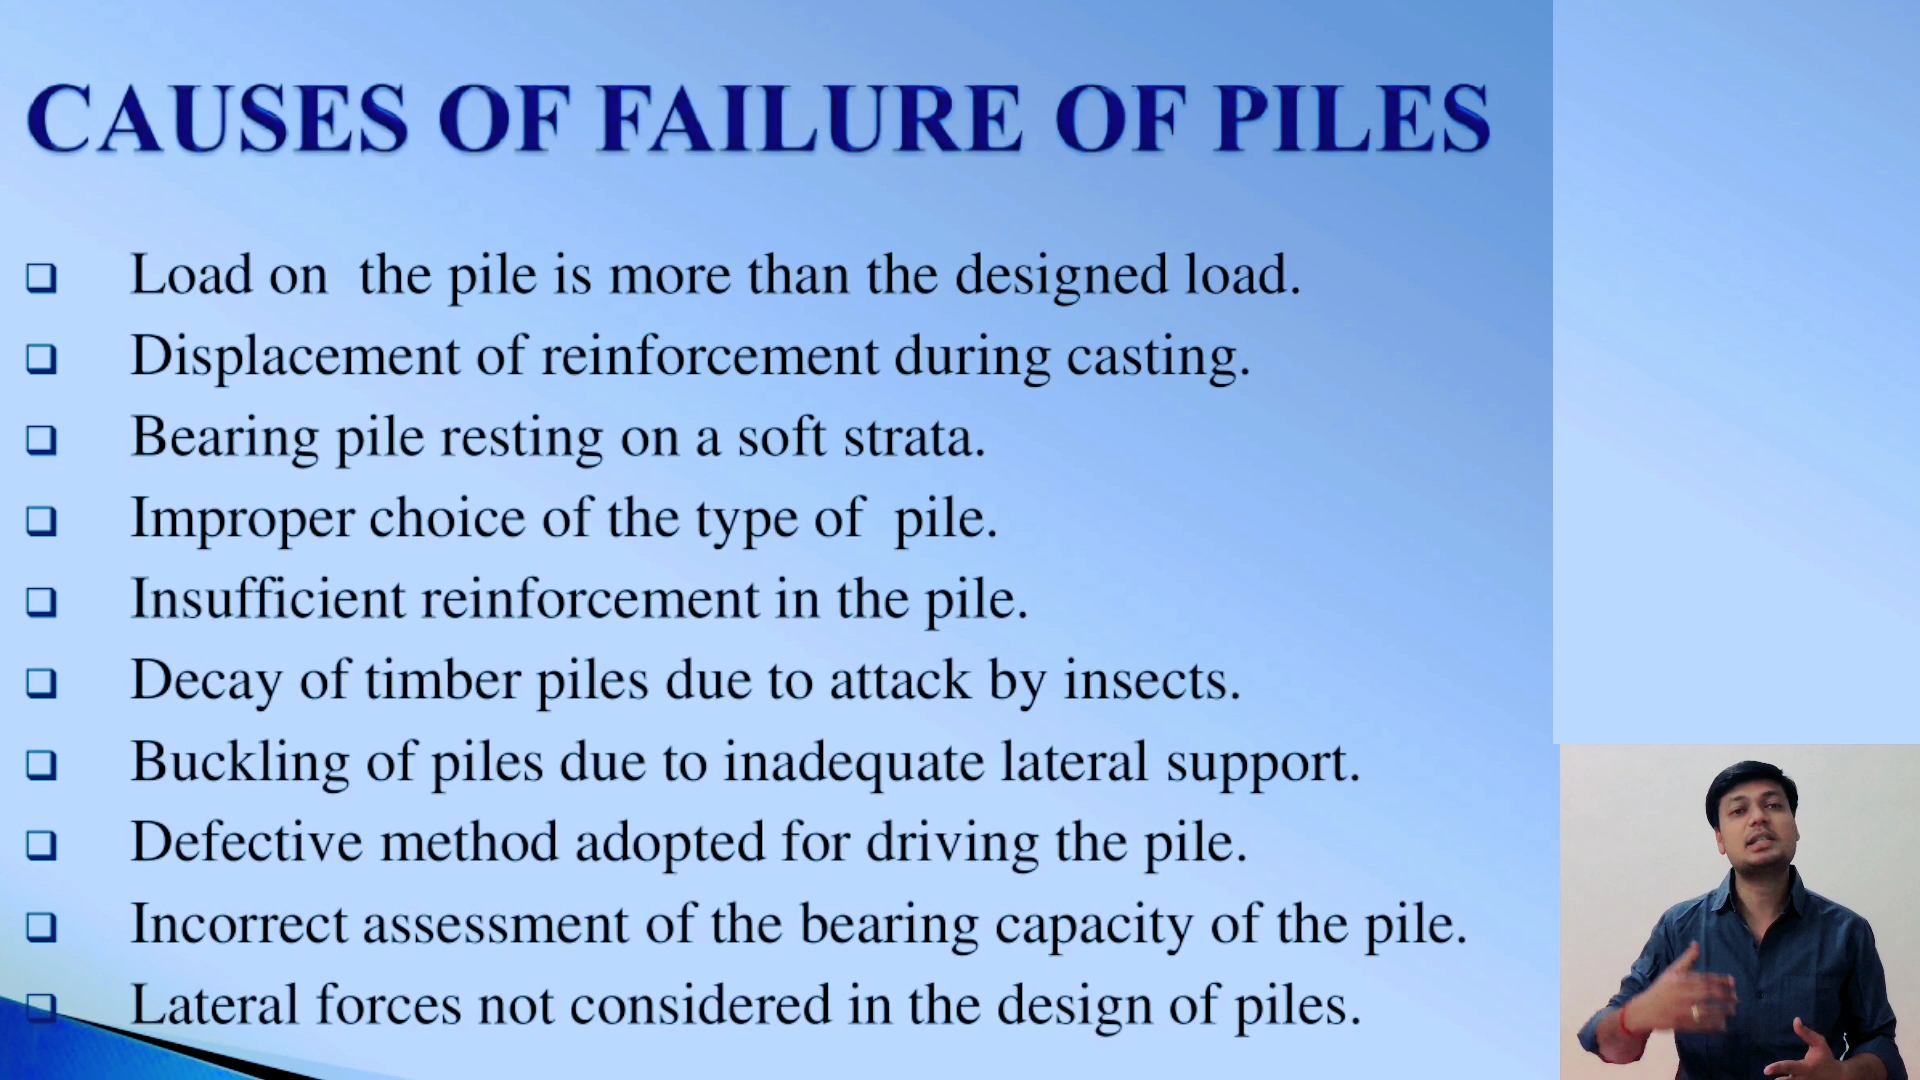 CAUSES OF FAILURE OF PILES
Load on the pile is more than the designed load.
Displacement of reinforcement during casting.
Bearing pile resting on a soft strata.
Improper choice of the type of pile.
Insufficient reinforcement in the pile.
Decay of timber piles due to attack by insects.
Buckling of piles due to inadequate lateral support.
Defective method adopted for driving the pile.
Incorrect assessment of the bearing capacity of the pile.
Lateral forces not considered in the design of piles.